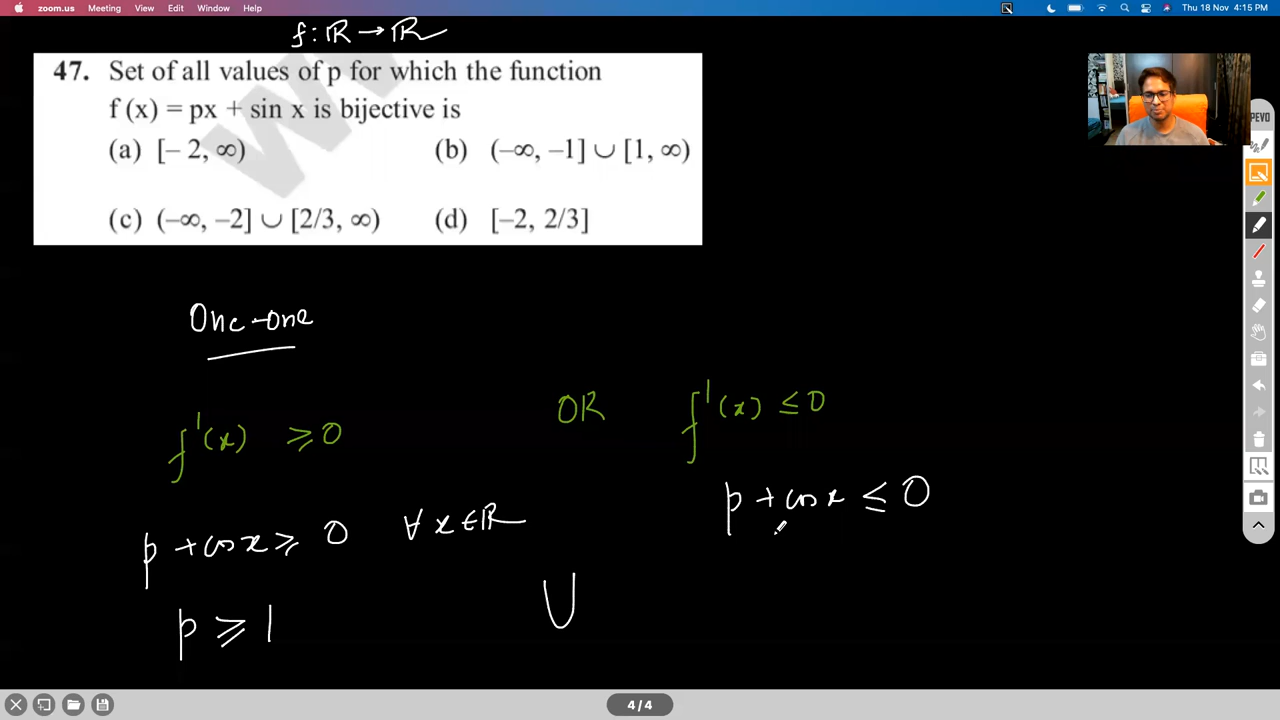 zoom.us Meeting View Edit Window Help Thu 18 Nov 4:15 PM
f : ℝ → ℝ
47. Set of all values of p for which the function
f (x) = px + sin x is bijective is
(a) [– 2, ∞) (b) (–∞, –1] ∪ [1, ∞)
(c) (–∞, –2] ∪ [2/3, ∞) (d) [–2, 2/3]
One-one
f'(x) ≥ 0 OR f'(x) ≤ 0
p + cos x ≥ 0 ∀ x ∈ ℝ p + cos x ≤ 0
p ≥ 1 ∪
4 / 4